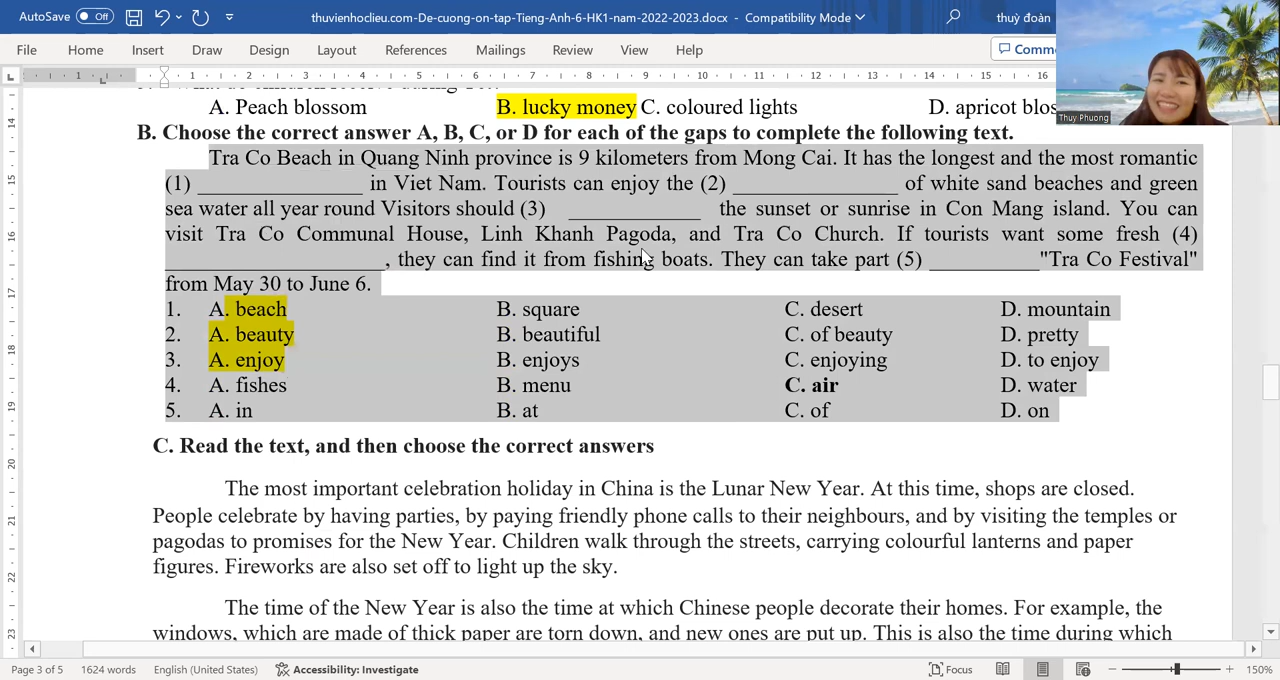 AutoSave Off thuvienhoclieu.com-De-cuong-on-tap-Tieng-Anh-6-HK1-nam-2022-2023.docx - Compatibility Mode thuỳ đoàn
File Home Insert Draw Design Layout References Mailings Review View Help
Thuy Phuong
A. Peach blossom B. lucky money C. coloured lights D. apricot
B. Choose the correct answer A, B, C, or D for each of the gaps to complete the following text.
Tra Co Beach in Quang Ninh province is 9 kilometers from Mong Cai. It has the longest and the most romantic
(1) _______________ in Viet Nam. Tourists can enjoy the (2) _______________ of white sand beaches and green
sea water all year round Visitors should (3) ____________ the sunset or sunrise in Con Mang island. You can
visit Tra Co Communal House, Linh Khanh Pagoda, and Tra Co Church. If tourists want some fresh (4)
____________________, they can find it from fishing boats. They can take part (5) __________"Tra Co Festival"
from May 30 to June 6.
1. A. beach B. square C. desert D. mountain
2. A. beauty B. beautiful C. of beauty D. pretty
3. A. enjoy B. enjoys C. enjoying D. to enjoy
4. A. fishes B. menu C. air D. water
5. A. in B. at C. of D. on
C. Read the text, and then choose the correct answers
The most important celebration holiday in China is the Lunar New Year. At this time, shops are closed.
People celebrate by having parties, by paying friendly phone calls to their neighbours, and by visiting the temples or
pagodas to promises for the New Year. Children walk through the streets, carrying colourful lanterns and paper
figures. Fireworks are also set off to light up the sky.
The time of the New Year is also the time at which Chinese people decorate their homes. For example, the
windows, which are made of thick paper are torn down, and new ones are put up. This is also the time during which
Page 3 of 5 1624 words English (United States) Accessibility: Investigate Focus 150%